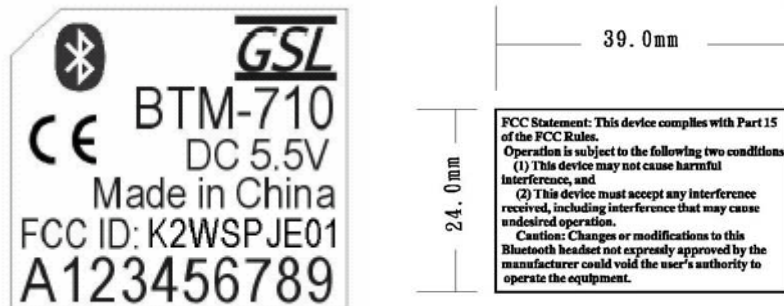 GSL
BTM-710
CE
DC 5.5V
Made in China
FCC ID: K2WSPJE01
A123456789
39.0mm
24.0mm
FCC Statement: This device complies with Part 15
of the FCC Rules.
Operation is subject to the following two conditions
(1) This device may not cause harmful
interference, and
(2) This device must accept any interference
received, including interference that may cause
undesired operation.
Caution: Changes or modifications to this
Bluetooth headset not expressly approved by the
manufacturer could void the user's authority to
operate the equipment.